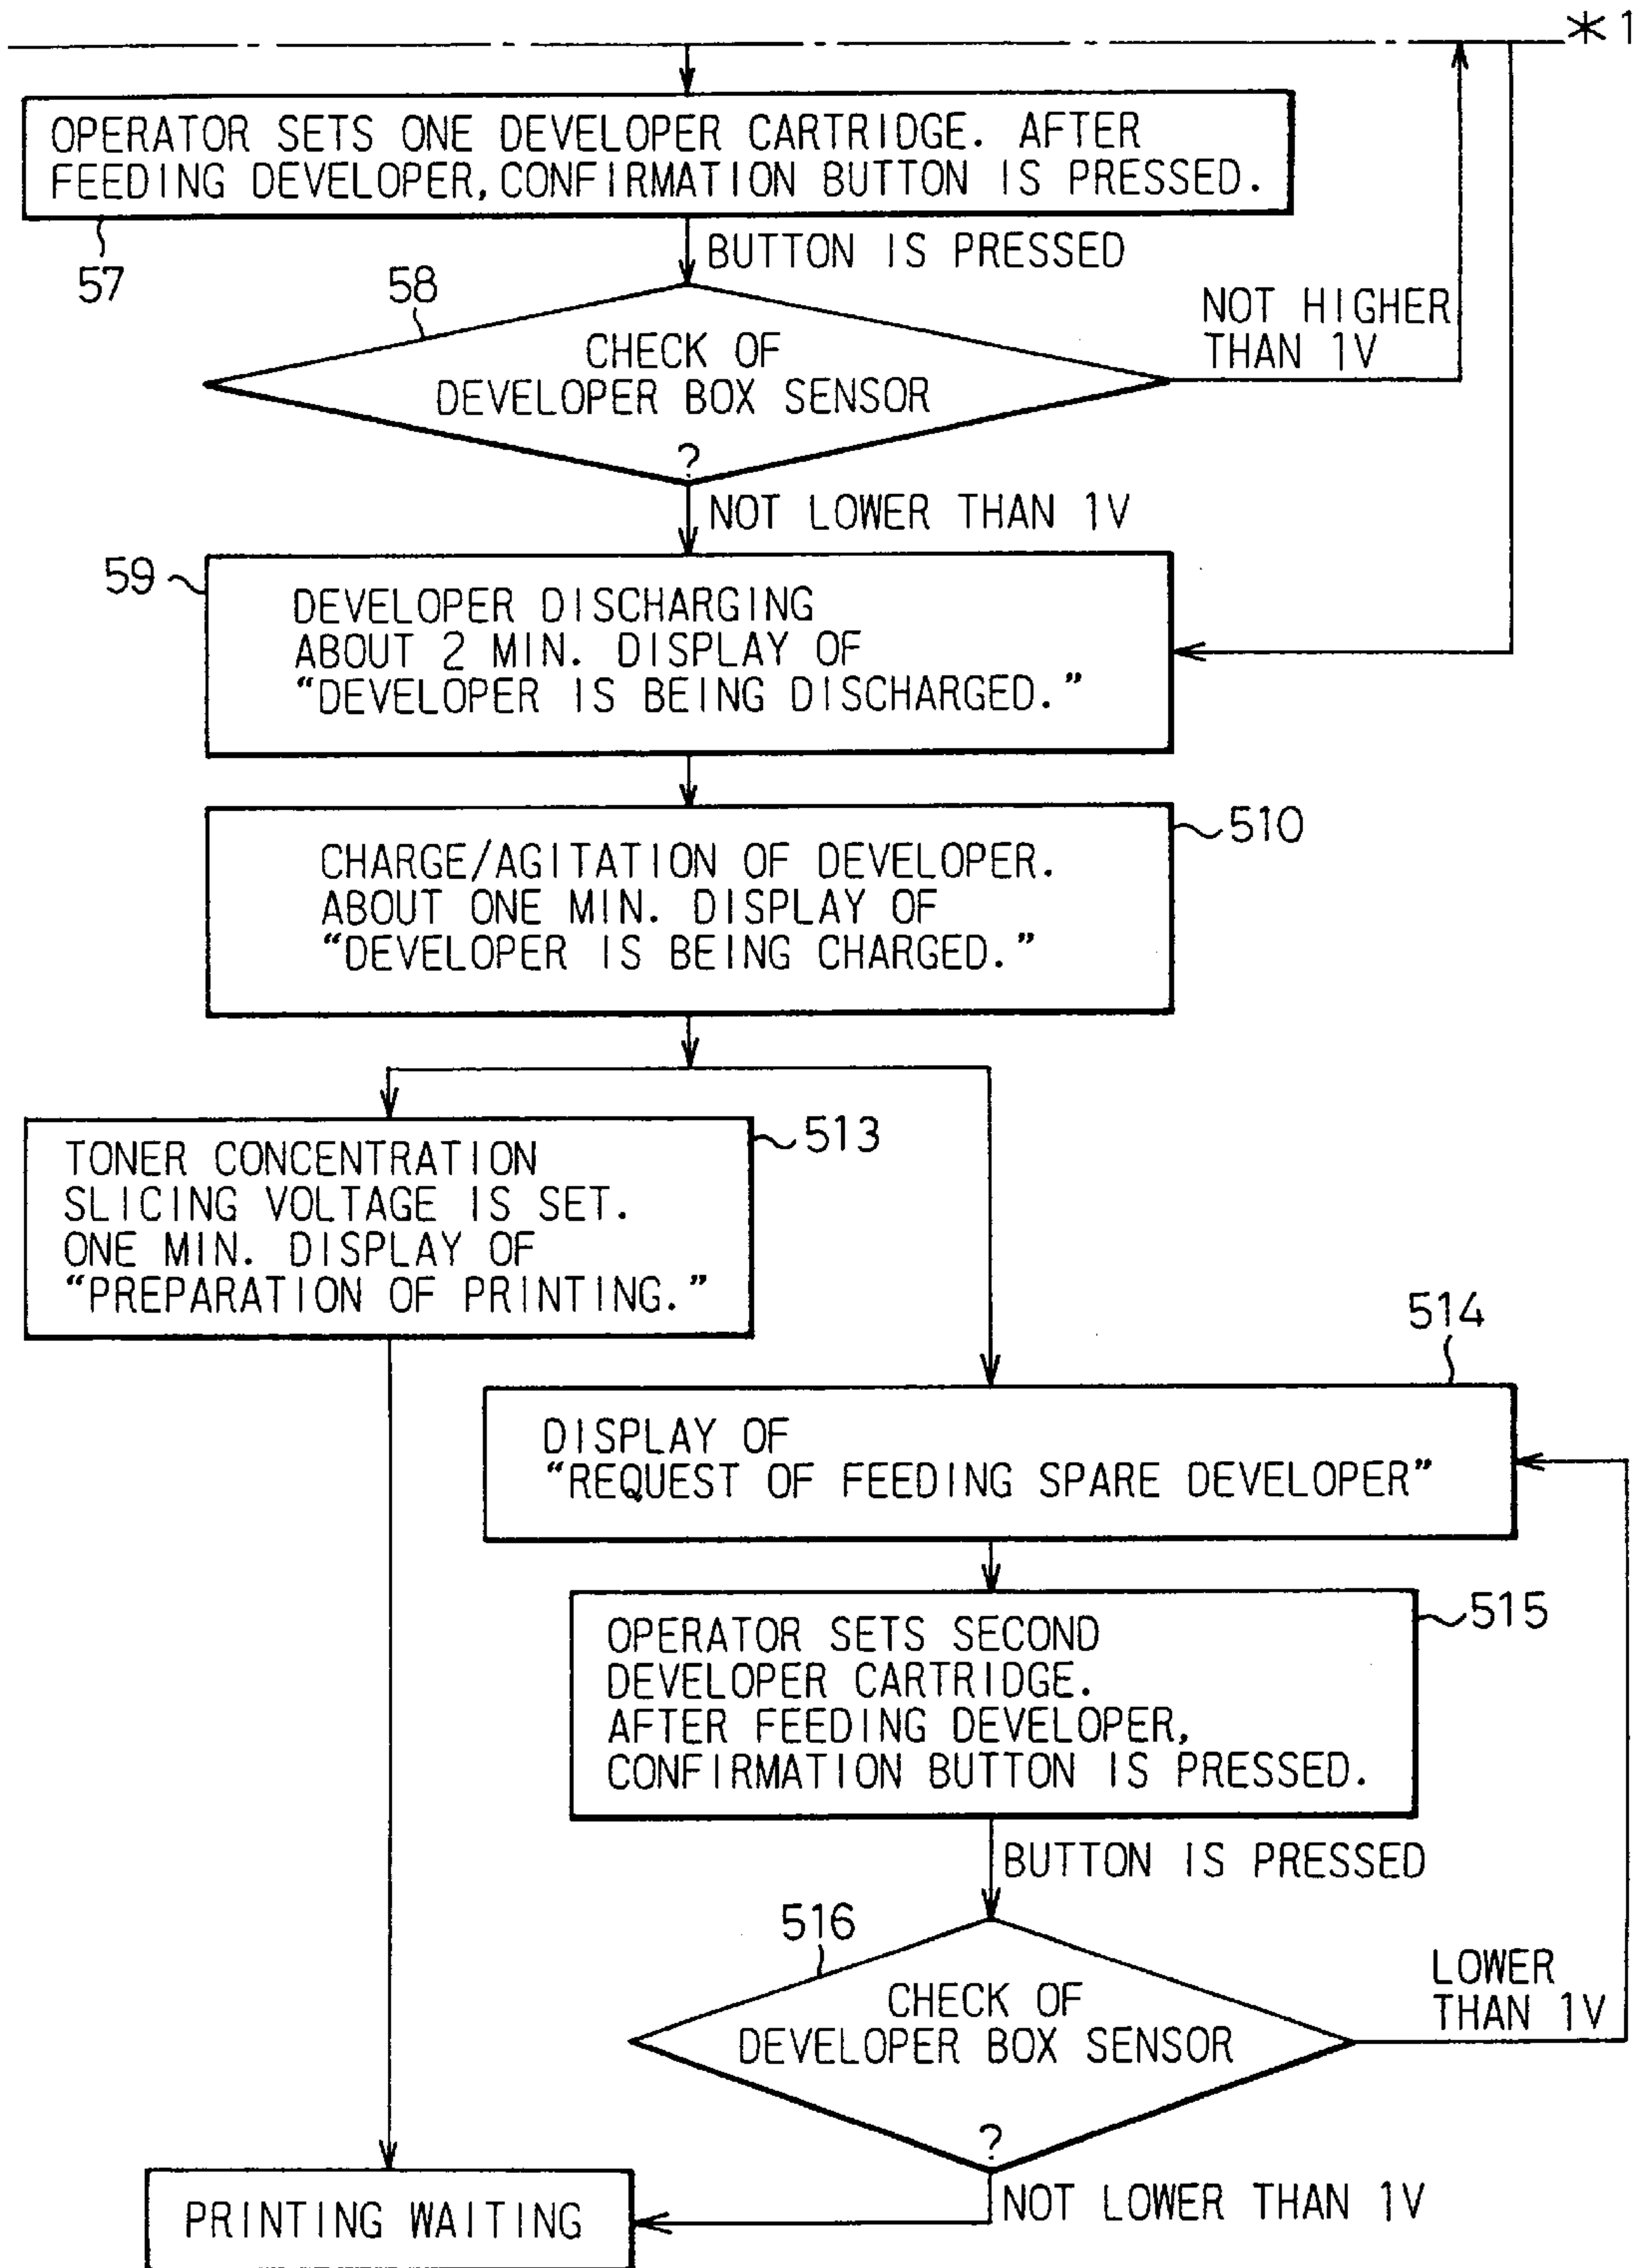 *1
OPERATOR SETS ONE DEVELOPER CARTRIDGE. AFTER
FEEDING DEVELOPER, CONFIRMATION BUTTON IS PRESSED.
57
BUTTON IS PRESSED
58
CHECK OF
DEVELOPER BOX SENSOR
?
NOT HIGHER
THAN 1V
NOT LOWER THAN 1V
59
DEVELOPER DISCHARGING
ABOUT 2 MIN. DISPLAY OF
“DEVELOPER IS BEING DISCHARGED.”
510
CHARGE/AGITATION OF DEVELOPER.
ABOUT ONE MIN. DISPLAY OF
“DEVELOPER IS BEING CHARGED.”
513
TONER CONCENTRATION
SLICING VOLTAGE IS SET.
ONE MIN. DISPLAY OF
“PREPARATION OF PRINTING.”
514
DISPLAY OF
“REQUEST OF FEEDING SPARE DEVELOPER”
515
OPERATOR SETS SECOND
DEVELOPER CARTRIDGE.
AFTER FEEDING DEVELOPER,
CONFIRMATION BUTTON IS PRESSED.
BUTTON IS PRESSED
516
CHECK OF
DEVELOPER BOX SENSOR
?
LOWER
THAN 1V
NOT LOWER THAN 1V
PRINTING WAITING